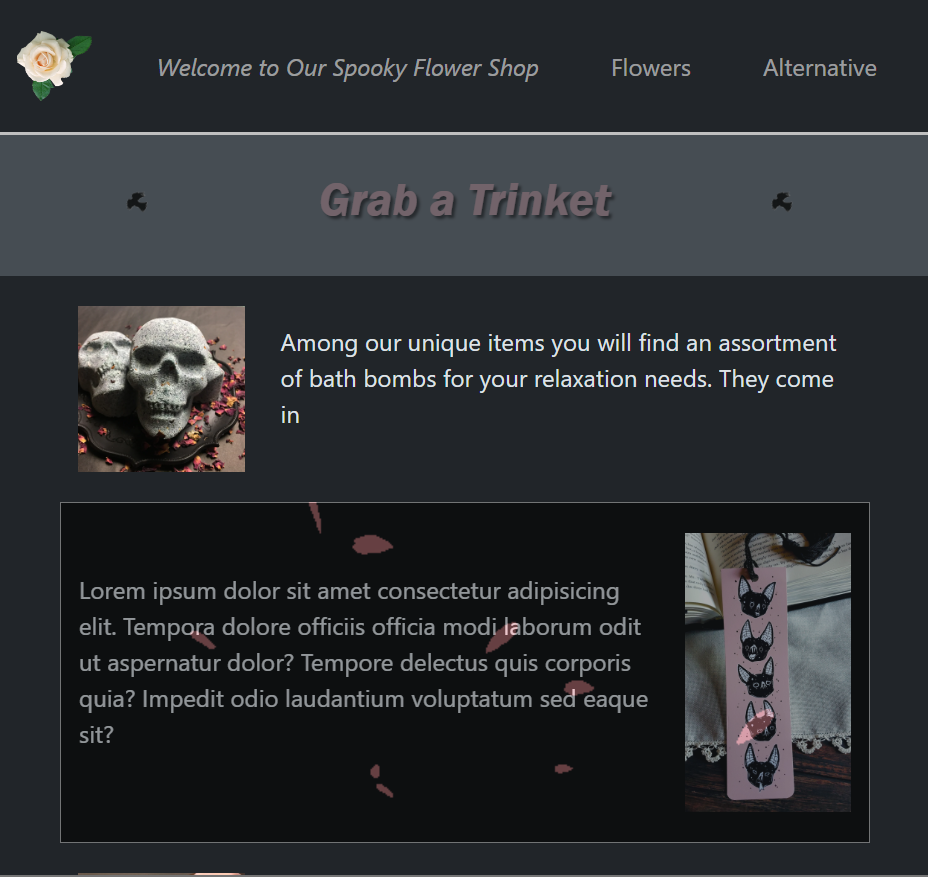 Welcome to Our Spooky Flower Shop Flowers Alternative
Grab a Trinket
Among our unique items you will find an assortment
of bath bombs for your relaxation needs. They come
in
Lorem ipsum dolor sit amet consectetur adipisicing
elit. Tempora dolore officiis officia modi laborum odit
ut aspernatur dolor? Tempore delectus quis corporis
quia? Impedit odio laudantium voluptatum sed eaque
sit?